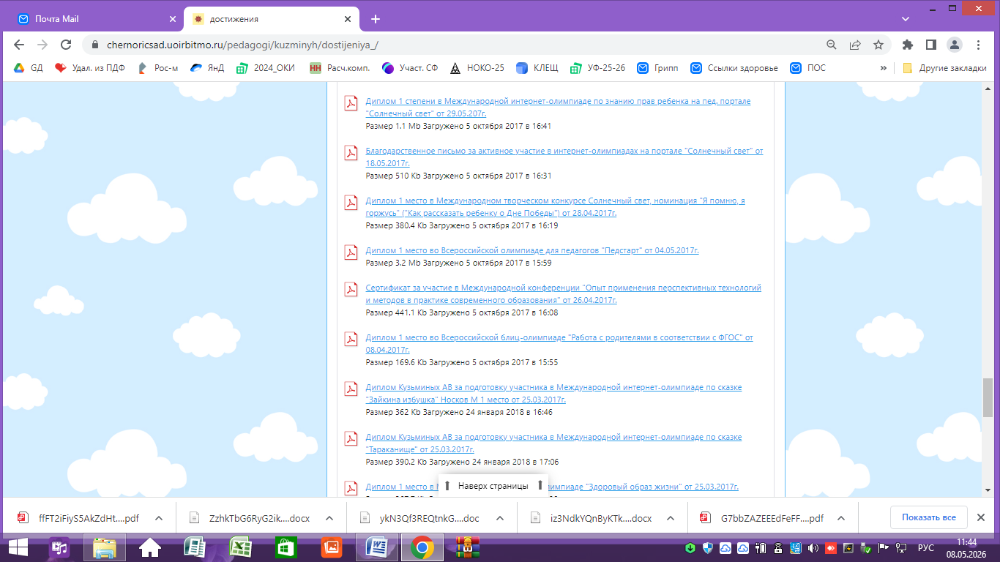 Почта Mail
достижения
chernoricsad.uoirbitmo.ru/pedagogi/kuzminyh/dostijeniya_/
GД Удал. из ПДФ Рос-м ЯнД 2024_ОКИ Расч.комп. Участ. СФ НОКО-25 КЛЕЩ УФ-25-26 Грипп Ссылки здоровье ПОС » Другие закладки
Диплом 1 степени в Международной интернет-олимпиаде по знанию прав ребенка на пед. портале
"Солнечный свет" от 29.05.207г.
Размер 1.1 Mb Загружено 5 октября 2017 в 16:41
Благодарственное письмо за активное участие в интернет-олимпиадах на портале "Солнечный свет" от
18.05.2017г.
Размер 510 Kb Загружено 5 октября 2017 в 16:31
Диплом 1 место в Международном творческом конкурсе Солнечный свет, номинация "Я помню, я
горжусь" ("Как рассказать ребенку о Дне Победы") от 28.04.2017г.
Размер 380.4 Kb Загружено 5 октября 2017 в 16:19
Диплом 1 место во Всероссийской олимпиаде для педагогов "Педстарт" от 04.05.2017г.
Размер 3.2 Mb Загружено 5 октября 2017 в 15:59
Сертификат за участие в Международной конференции "Опыт применения перспективных технологий
и методов в практике современного образования" от 26.04.2017г.
Размер 441.1 Kb Загружено 5 октября 2017 в 16:08
Диплом 1 место во Всероссийской блиц-олимпиаде "Работа с родителями в соответствии с ФГОС" от
08.04.2017г.
Размер 169.6 Kb Загружено 5 октября 2017 в 15:55
Диплом Кузьминых АВ за подготовку участника в Международной интернет-олимпиаде по сказке
"Зайкина избушка" Носков М 1 место от 25.03.2017г.
Размер 362 Kb Загружено 24 января 2018 в 16:46
Диплом Кузьминых АВ за подготовку участника в Международной интернет-олимпиаде по сказке
"Тараканище" от 25.03.2017г.
Размер 390.2 Kb Загружено 24 января 2018 в 17:06
Диплом 1 место в "Здоровый образ жизни" от 25.03.2017г.
Наверх страницы
ffFT2iFiyS5AkZdHt....pdf ZzhkTbG6RyG2ik....docx ykN3Qf3REQtnkG....doc iz3NdkYQnByKTk....docx G7bbZAZEEEdFeFF....pdf Показать все
РУС
11:44
08.05.2026